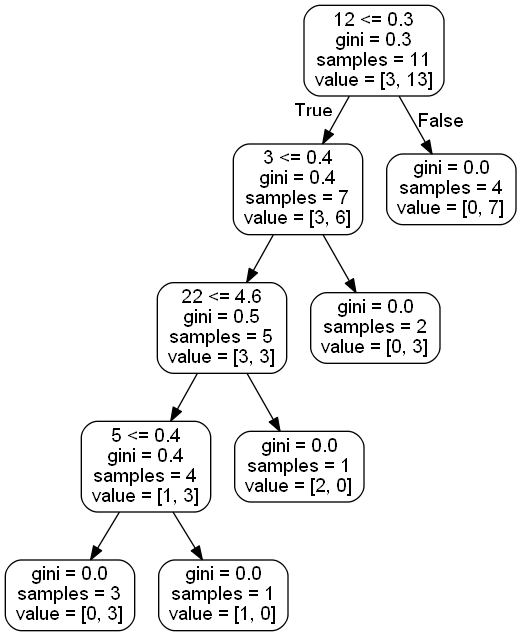 12 <= 0.3
gini = 0.3
samples = 11
value = [3, 13]
True
False
3 <= 0.4
gini = 0.4
samples = 7
value = [3, 6]
gini = 0.0
samples = 4
value = [0, 7]
22 <= 4.6
gini = 0.5
samples = 5
value = [3, 3]
gini = 0.0
samples = 2
value = [0, 3]
5 <= 0.4
gini = 0.4
samples = 4
value = [1, 3]
gini = 0.0
samples = 1
value = [2, 0]
gini = 0.0
samples = 3
value = [0, 3]
gini = 0.0
samples = 1
value = [1, 0]